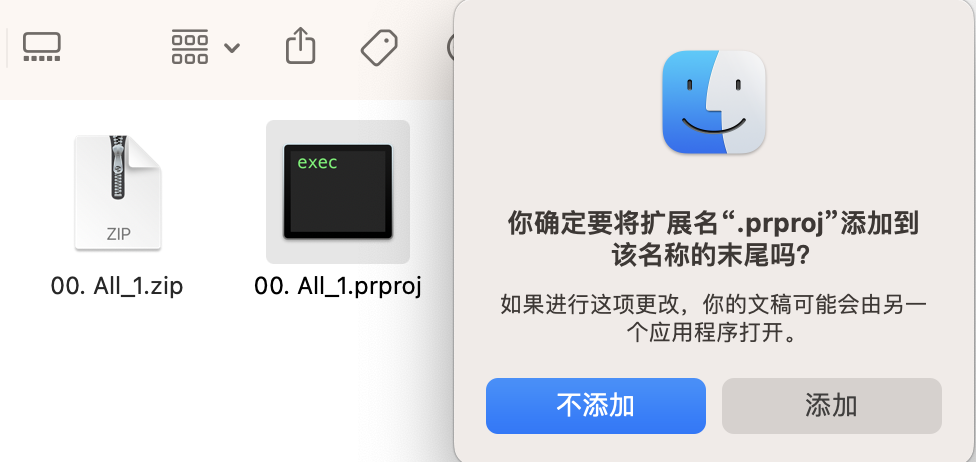 exec
ZIP
00. All_1.zip
00. All_1.prproj
你确定要将扩展名“.prproj”添加到
该名称的末尾吗?
如果进行这项更改，你的文稿可能会由另一
个应用程序打开。
不添加
添加